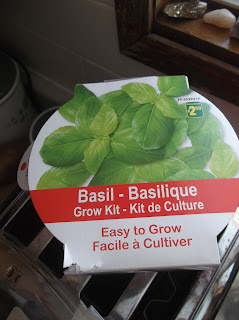 Basil - Basilique
Grow Kit - Kit de Culture
Easy to Grow
Facile à Cultiver